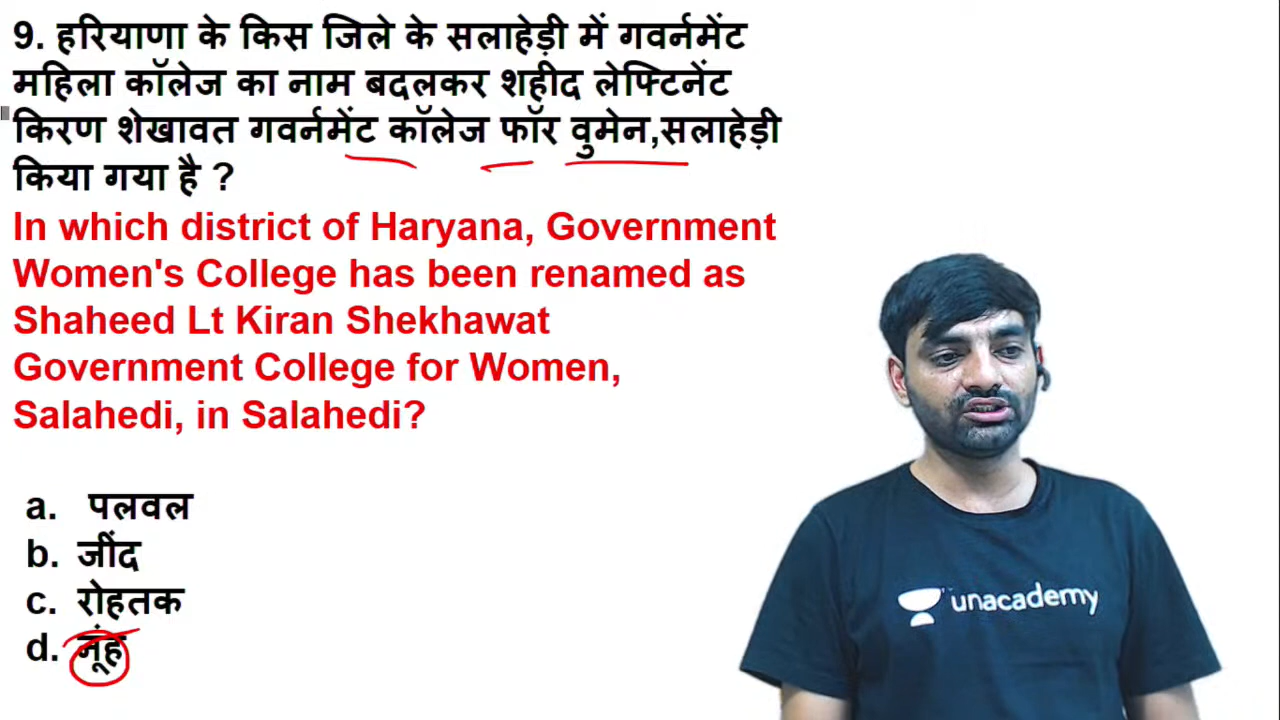 9. हरियाणा के किस जिले के सलाहेड़ी में गवर्नमेंट
महिला कॉलेज का नाम बदलकर शहीद लेफ्टिनेंट
किरण शेखावत गवर्नमेंट कॉलेज फॉर वुमेन,सलाहेड़ी
किया गया है ?
In which district of Haryana, Government
Women's College has been renamed as
Shaheed Lt Kiran Shekhawat
Government College for Women,
Salahedi, in Salahedi?
a. पलवल
b. जींद
c. रोहतक
d. नूंह
unacademy